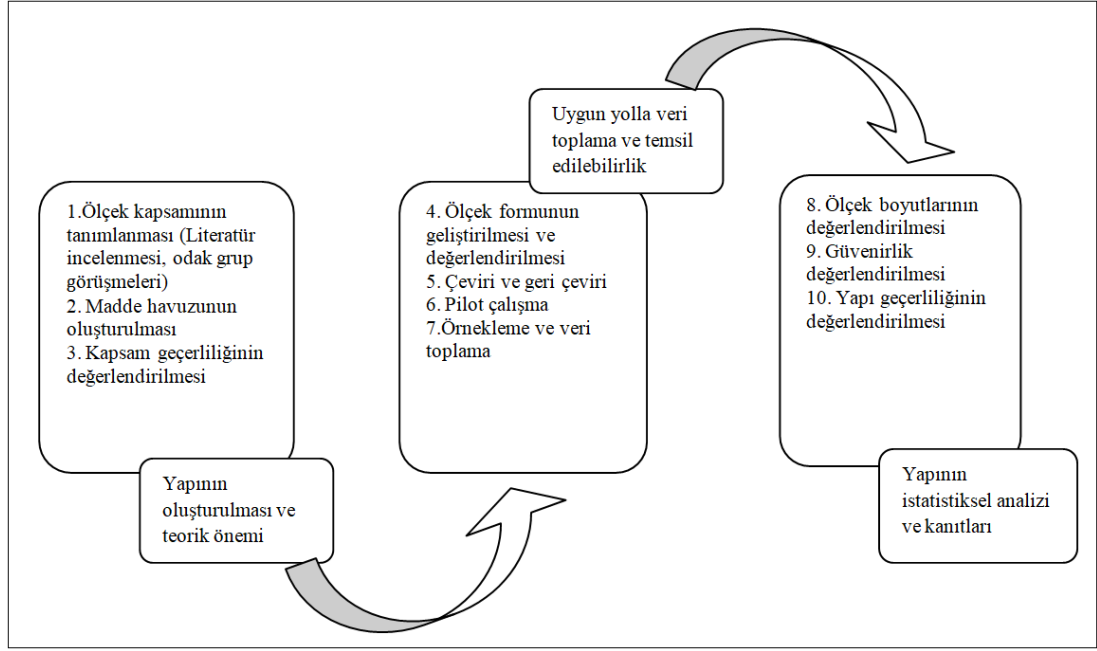 1.Ölçek kapsamının
tanımlanması (Literatür
incelenmesi, odak grup
görüşmeleri)
2. Madde havuzunun
oluşturulması
3. Kapsam geçerliliğinin
değerlendirilmesi
Yapının
oluşturulması ve
teorik önemi
4. Ölçek formunun
geliştirilmesi ve
değerlendirilmesi
5. Çeviri ve geri çeviri
6. Pilot çalışma
7.Örnekleme ve veri
toplama
Uygun yolla veri
toplama ve temsil
edilebilirlik
8. Ölçek boyutlarının
değerlendirilmesi
9. Güvenirlik
değerlendirilmesi
10. Yapı geçerliliğinin
değerlendirilmesi
Yapının
istatistiksel analizi
ve kanıtları